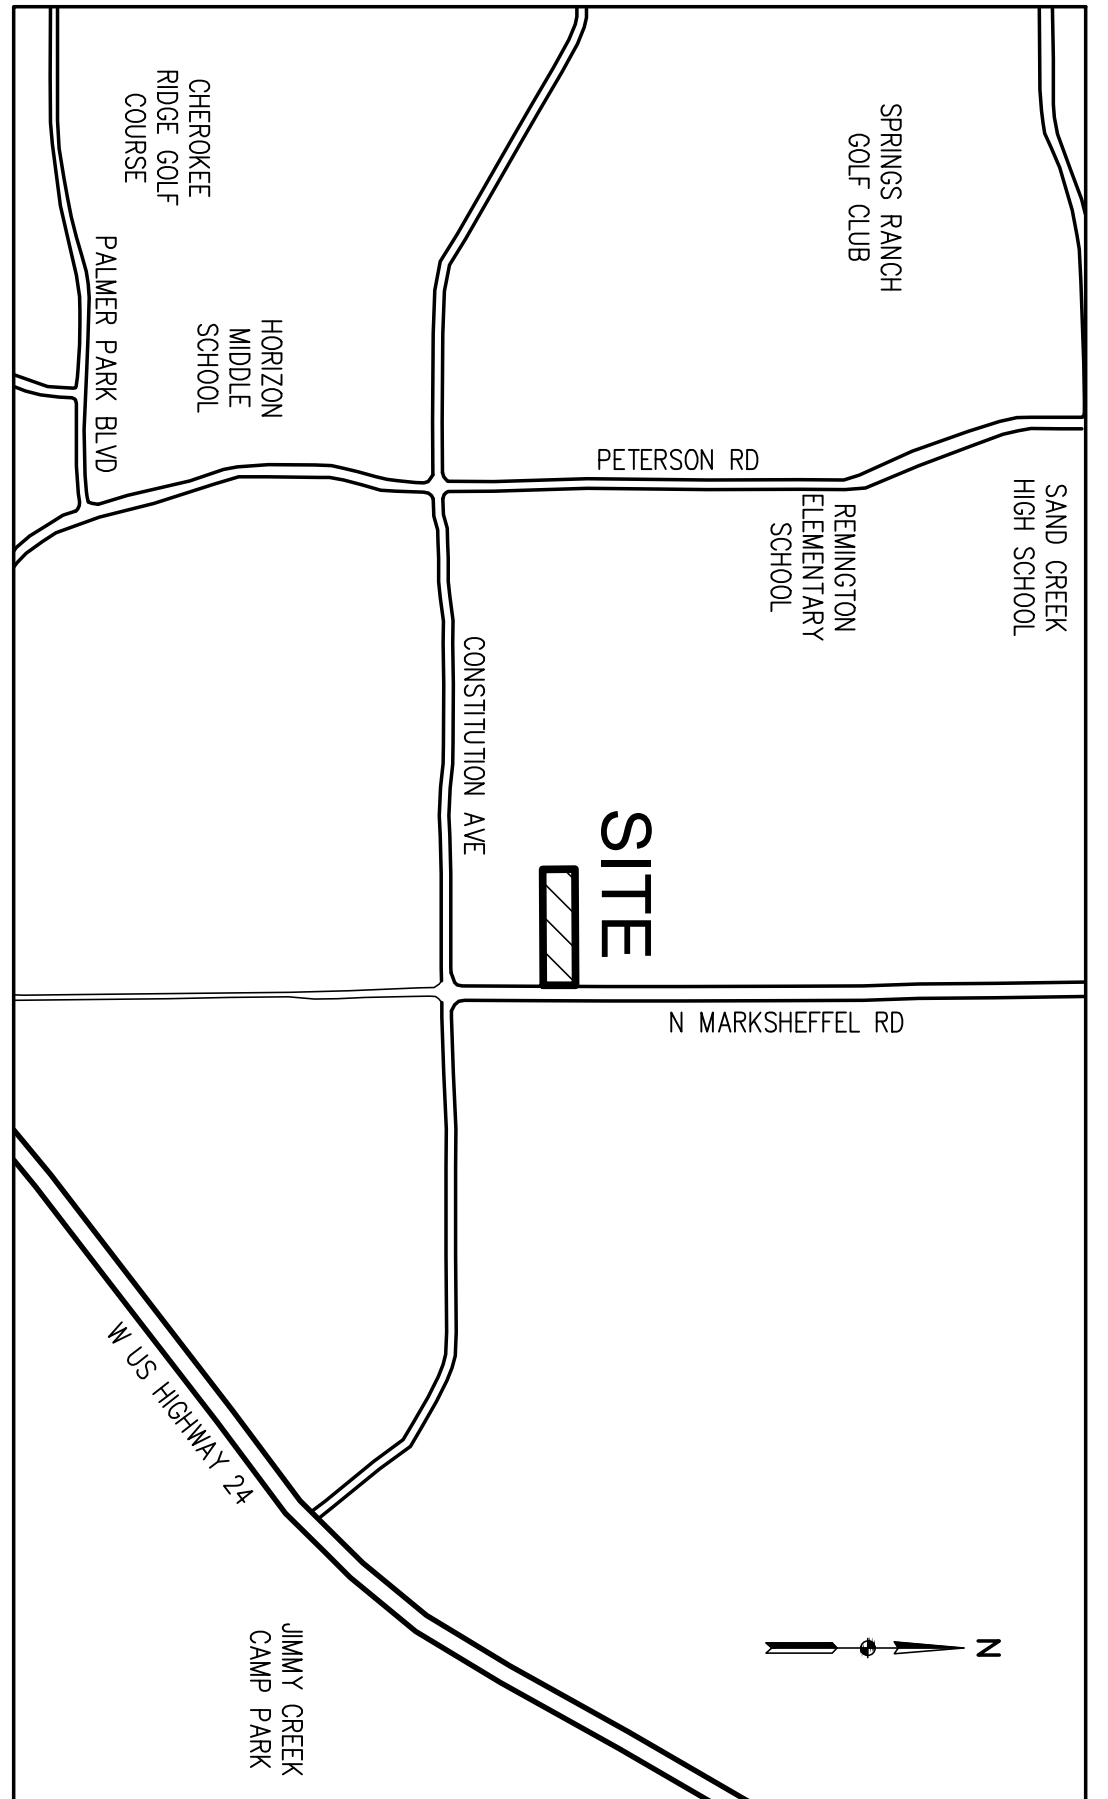 SPRINGS RANCH
GOLF CLUB
SAND CREEK
HIGH SCHOOL
N
REMINGTON
ELEMENTARY
SCHOOL
PETERSON RD
N MARKSHEFFEL RD
SITE
CONSTITUTION AVE
CHEROKEE
RIDGE GOLF
COURSE
HORIZON
MIDDLE
SCHOOL
PALMER PARK BLVD
W US HIGHWAY 24
JIMMY CREEK
CAMP PARK